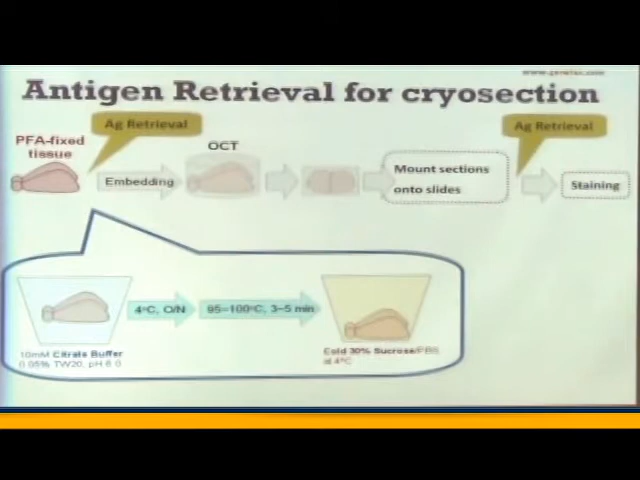 www.genetex.com
Antigen Retrieval for cryosection
Ag Retrieval
Ag Retrieval
PFA-fixed
tissue
OCT
Embedding
Mount sections
onto slides
Staining
4°C, O/N
95~100°C, 3~5 min
10mM Citrate Buffer
0.05% TW20, pH 6.0
Cold 30% Sucrose/PBS
at 4°C